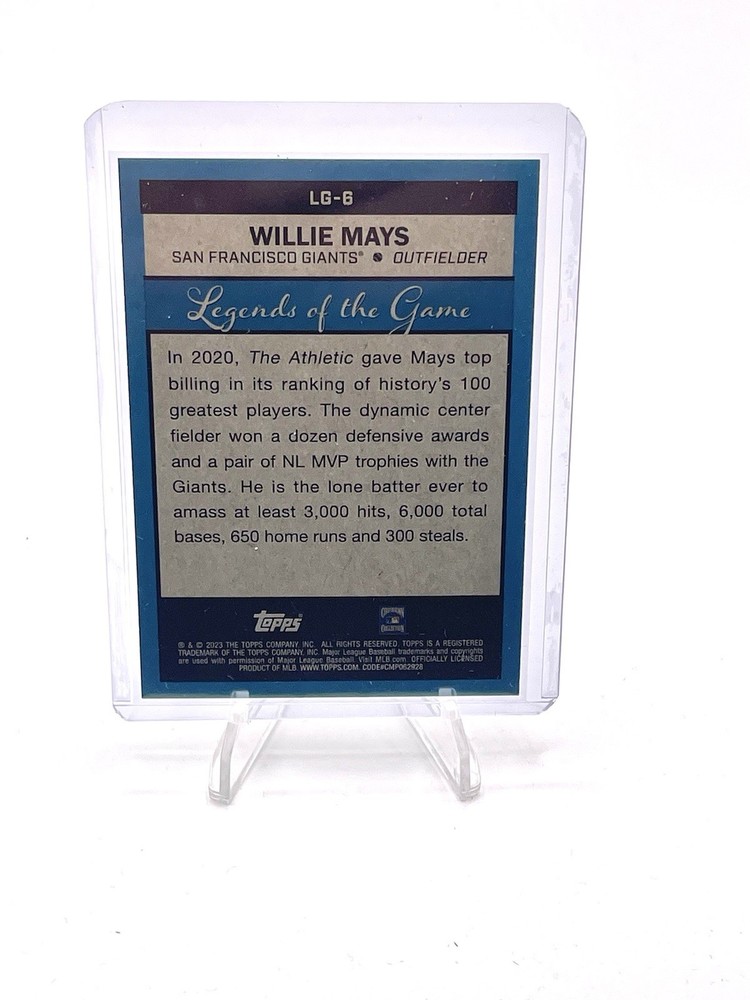 LG-6
WILLIE MAYS
SAN FRANCISCO GIANTS® • OUTFIELDER
Legends of the Game
In 2020, The Athletic gave Mays top
billing in its ranking of history's 100
greatest players. The dynamic center
fielder won a dozen defensive awards
and a pair of NL MVP trophies with the
Giants. He is the lone batter ever to
amass at least 3,000 hits, 6,000 total
bases, 650 home runs and 300 steals.
Topps®
® & © 2023 THE TOPPS COMPANY, INC. ALL RIGHTS RESERVED. TOPPS IS A REGISTERED
TRADEMARK OF THE TOPPS COMPANY, INC. Major League Baseball trademarks and copyrights
are used with permission of Major League Baseball. Visit MLB.com. OFFICIALLY LICENSED
PRODUCT OF MLB. WWW.TOPPS.COM. CODE#CMP062928